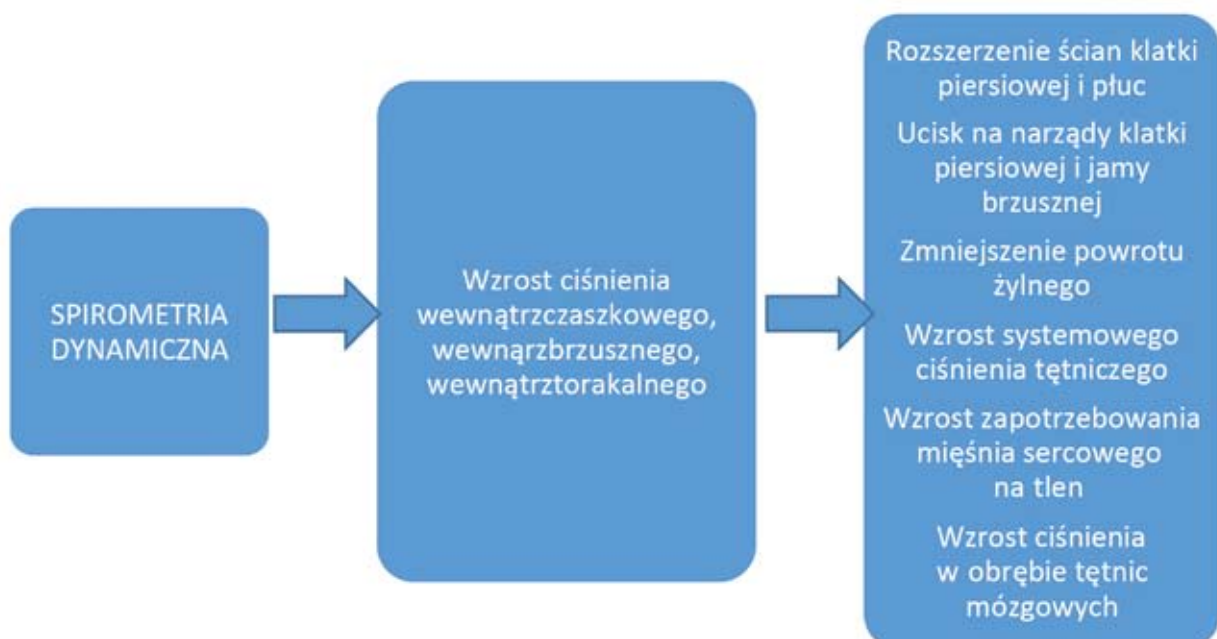 SPIROMETRIA
DYNAMICZNA
Wzrost ciśnienia
wewnątrzczaszkowego,
wewnąrzbrzusznego,
wewnątrztorakalnego
Rozszerzenie ścian klatki
piersiowej i płuc
Ucisk na narządy klatki
piersiowej i jamy
brzusznej
Zmniejszenie powrotu
żylnego
Wzrost systemowego
ciśnienia tętniczego
Wzrost zapotrzebowania
mięśnia sercowego
na tlen
Wzrost ciśnienia
w obrębie tętnic
mózgowych